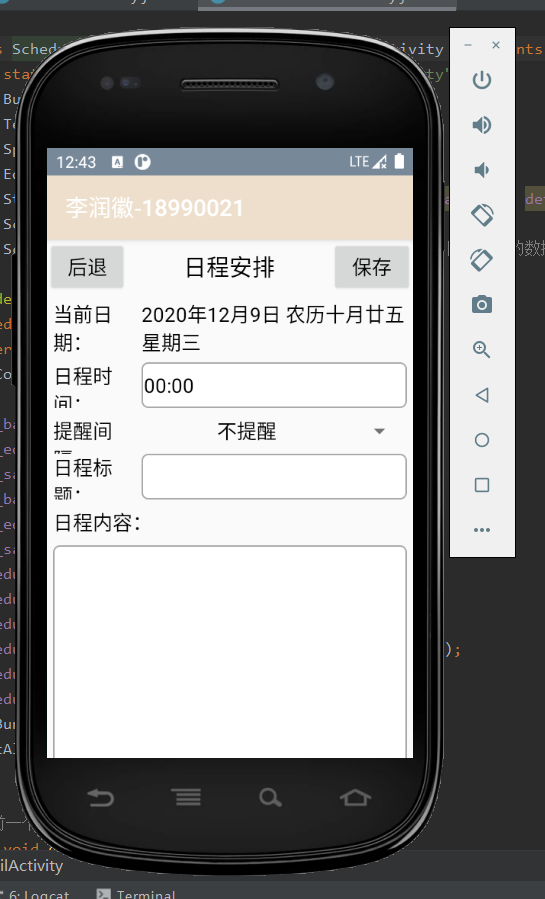 12:43
LTE
李润徽-18990021
后退
日程安排
保存
当前日
期：
2020年12月9日 农历十月廿五
星期三
日程时
间：
00:00
提醒间
不提醒
日程标
题：
日程内容：
ilActivity
6: Logcat
Terminal